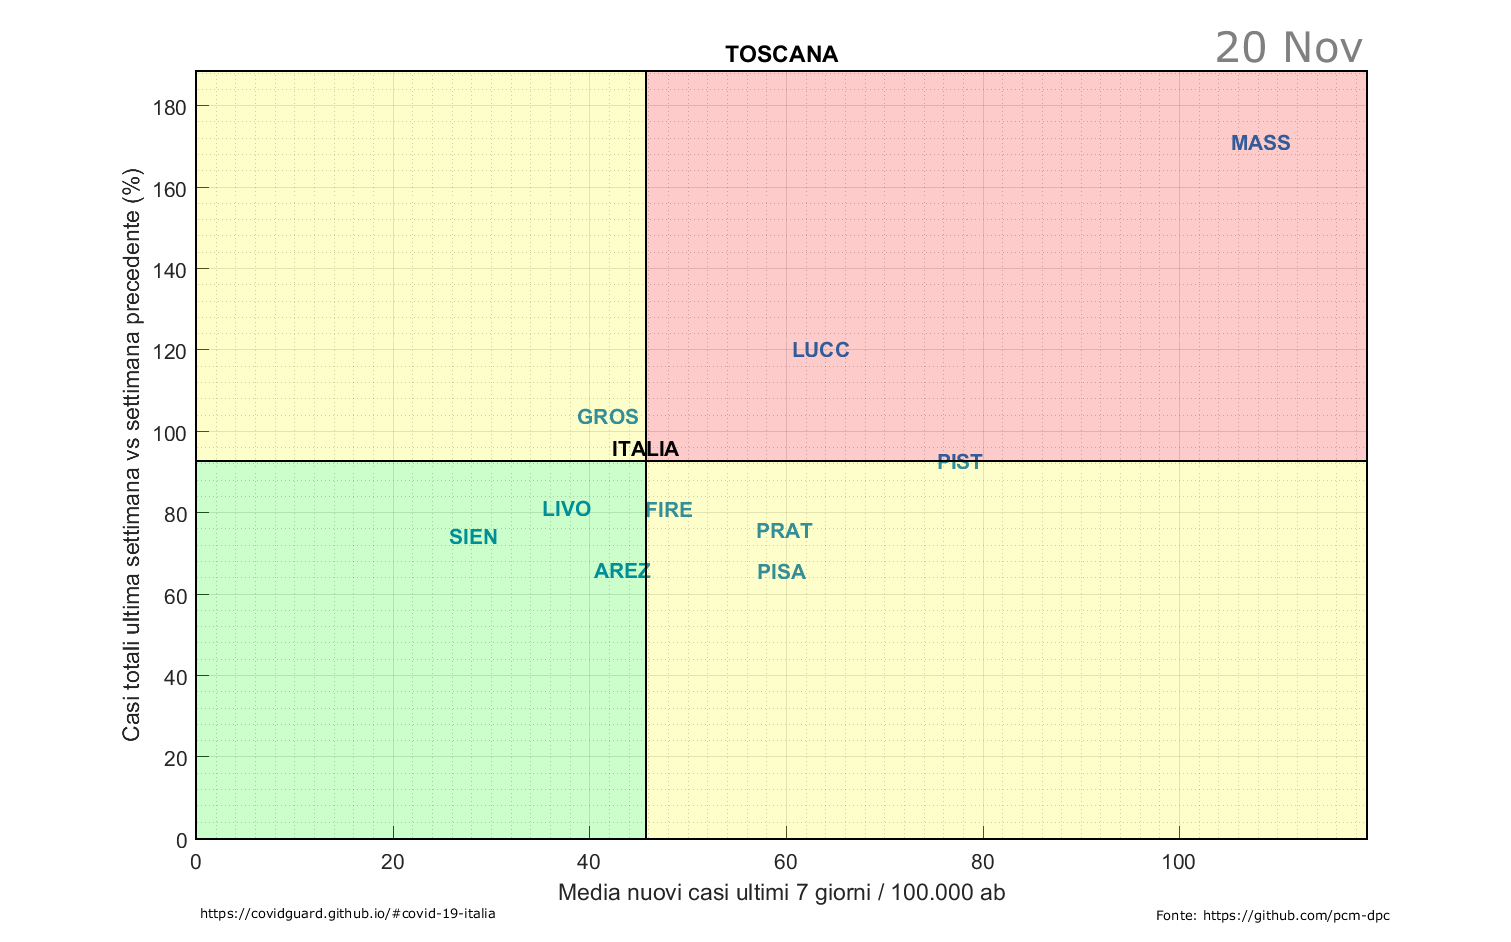 TOSCANA
20 Nov
Casi totali ultima settimana vs settimana precedente (%)
180
160
140
120
100
80
60
40
20
0
MASS
LUCC
GROS
ITALIA
PIST
LIVO
FIRE
SIEN
PRAT
AREZ
PISA
0
20
40
60
80
100
Media nuovi casi ultimi 7 giorni / 100.000 ab
https://covidguard.github.io/#covid-19-italia
Fonte: https://github.com/pcm-dpc